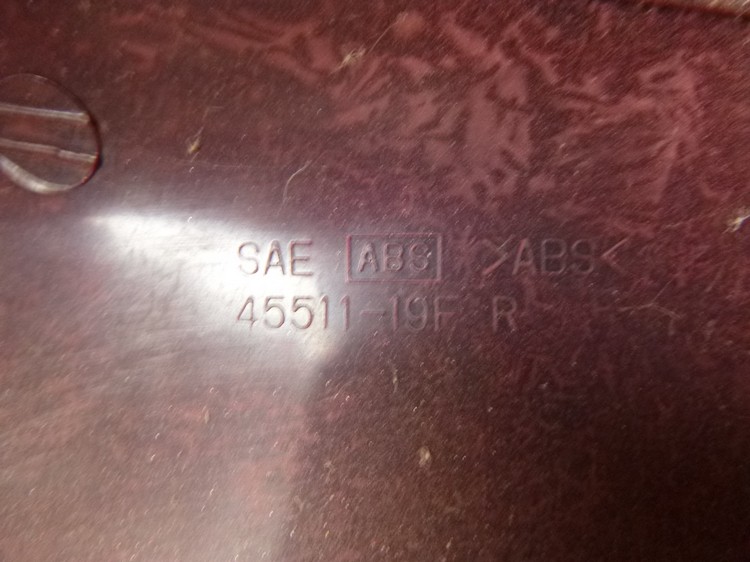 SAE ABS >ABS<
45511-19F R